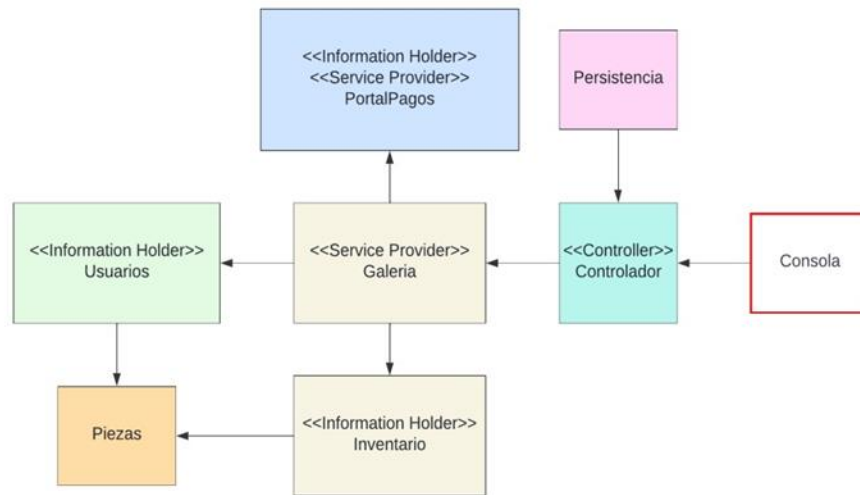 <<Information Holder>>
<<Service Provider>>
PortalPagos
Persistencia
<<Information Holder>>
Usuarios
<<Service Provider>>
Galeria
<<Controller>>
Controlador
Consola
Piezas
<<Information Holder>>
Inventario